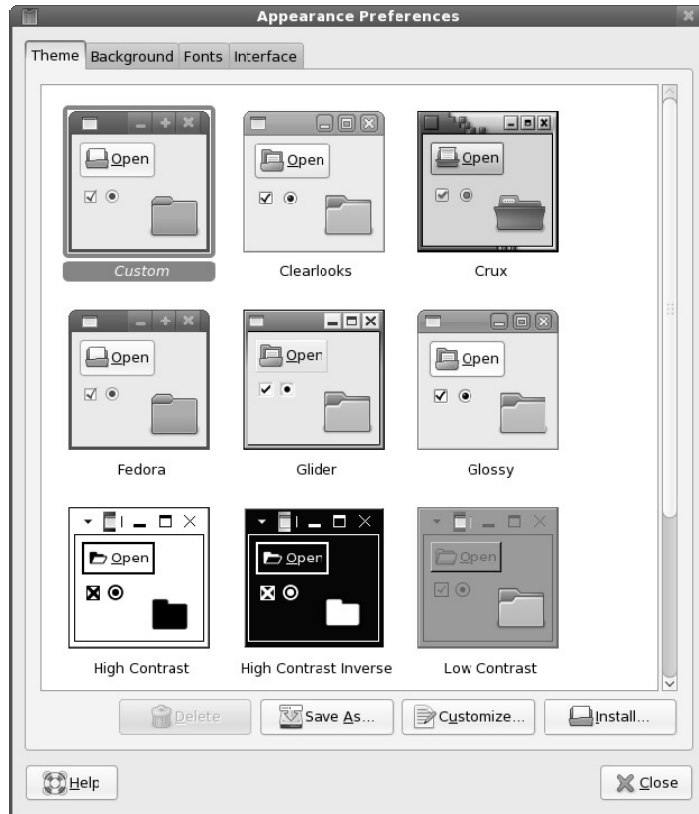 Appearance Preferences
Theme Background Fonts Interface
Open Open Open
Custom Clearlooks Crux
Open Open Open
Fedora Glider Glossy
Open Open Open
High Contrast High Contrast Inverse Low Contrast
Delete Save As... Customize... Install...
Help Close